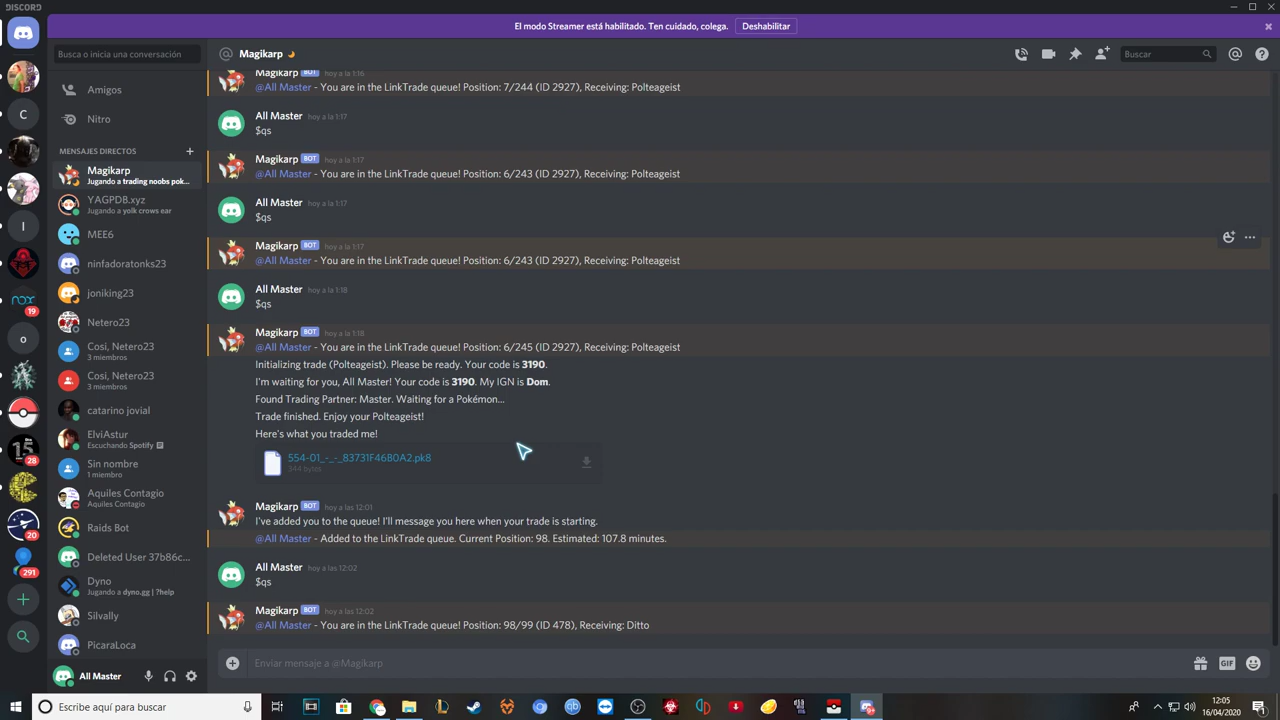 DISCORD
El modo Streamer está habilitado. Ten cuidado, colega. Deshabilitar
Busca o inicia una conversación
Amigos
Nitro
MENSAJES DIRECTOS
Magikarp
Jugando a trading noobs pok...
YAGPDB.xyz
Jugando a yolk crows ear
MEE6
ninfadoratonks23
joniking23
Netero23
Cosi, Netero23
3 miembros
Cosi, Netero23
3 miembros
catarino jovial
ElviAstur
Escuchando Spotify
Sin nombre
1 miembro
Aquiles Contagio
Aquiles Contagio
Raids Bot
Deleted User 37b86c...
Dyno
Jugando a dyno.gg | ?help
Silvally
PicaraLoca
All Master
C
I
nox
19
o
15
28
20
291
@ Magikarp
Buscar
Magikarp BOT hoy a la 1:16
@All Master - You are in the LinkTrade queue! Position: 7/244 (ID 2927), Receiving: Polteageist
All Master hoy a la 1:17
$qs
Magikarp BOT hoy a la 1:17
@All Master - You are in the LinkTrade queue! Position: 6/243 (ID 2927), Receiving: Polteageist
All Master hoy a la 1:17
$qs
Magikarp BOT hoy a la 1:17
@All Master - You are in the LinkTrade queue! Position: 6/243 (ID 2927), Receiving: Polteageist
All Master hoy a la 1:18
$qs
Magikarp BOT hoy a la 1:18
@All Master - You are in the LinkTrade queue! Position: 6/245 (ID 2927), Receiving: Polteageist
Initializing trade (Polteageist). Please be ready. Your code is 3190.
I'm waiting for you, All Master! Your code is 3190. My IGN is Dom.
Found Trading Partner: Master. Waiting for a Pokémon...
Trade finished. Enjoy your Polteageist!
Here's what you traded me!
554-01_-_-_83731F46B0A2.pk8
344 bytes
Magikarp BOT hoy a las 12:01
I've added you to the queue! I'll message you here when your trade is starting.
@All Master - Added to the LinkTrade queue. Current Position: 98. Estimated: 107.8 minutes.
All Master hoy a las 12:02
$qs
Magikarp BOT hoy a las 12:02
@All Master - You are in the LinkTrade queue! Position: 98/99 (ID 478), Receiving: Ditto
Enviar mensaje a @Magikarp
GIF
Escribe aquí para buscar
12:05
16/04/2020